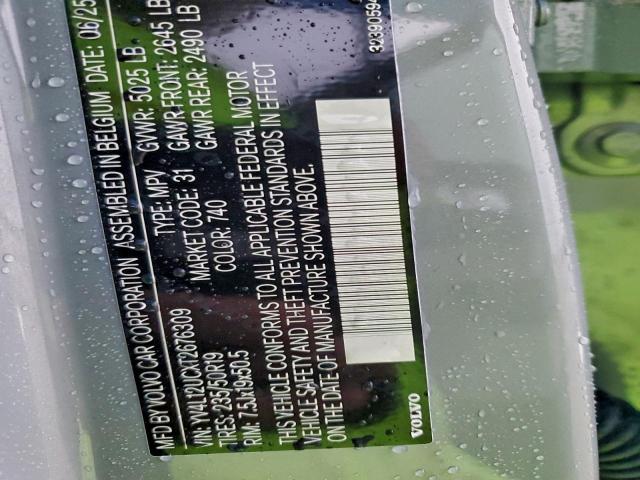 MFD BY VOLVO CAR CORPORATION ASSEMBLED IN BELGIUM DATE: 06/25
VIN: YV4L12UCXT2676309 TYPE: MPV GVWR: 5025 LB
TIRES: 235/50R19 MARKET CODE: 31 GAWR FRONT: 2645 LB
RIM: 7.5Jx19x50.5 COLOR: 740 GAWR REAR: 2490 LB
THIS VEHICLE CONFORMS TO ALL APPLICABLE FEDERAL MOTOR
VEHICLE SAFETY AND THEFT PREVENTION STANDARDS IN EFFECT
ON THE DATE OF MANUFACTURE SHOWN ABOVE.
VOLVO